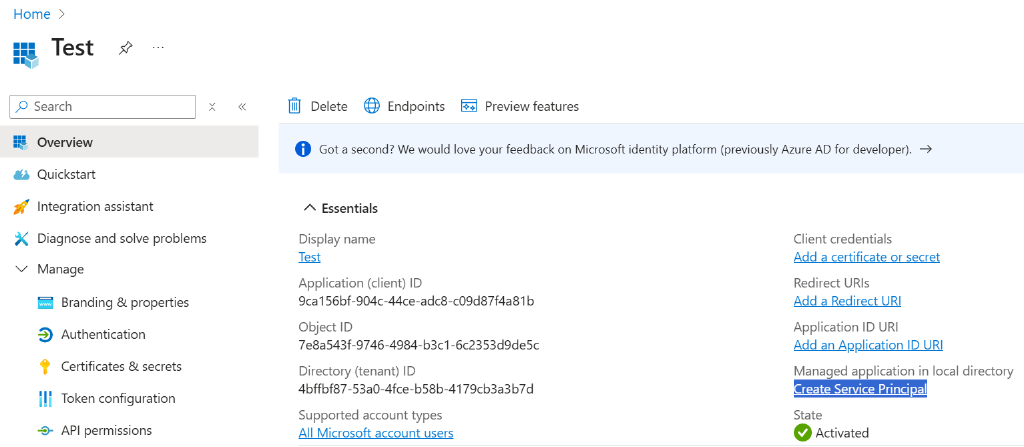 Home >
Test ...
Search
Overview
Quickstart
Integration assistant
Diagnose and solve problems
Manage
Branding & properties
Authentication
Certificates & secrets
Token configuration
API permissions
Delete Endpoints Preview features
Got a second? We would love your feedback on Microsoft identity platform (previously Azure AD for developer). →
Essentials
Display name
Test
Application (client) ID
9ca156bf-904c-44ce-adc8-c09d87f4a81b
Object ID
7e8a543f-9746-4984-b3c1-6c2353d9de5c
Directory (tenant) ID
4bffbf87-53a0-4fce-b58b-4179cb3a3b7d
Supported account types
All Microsoft account users
Client credentials
Add a certificate or secret
Redirect URIs
Add a Redirect URI
Application ID URI
Add an Application ID URI
Managed application in local directory
Create Service Principal
State
Activated